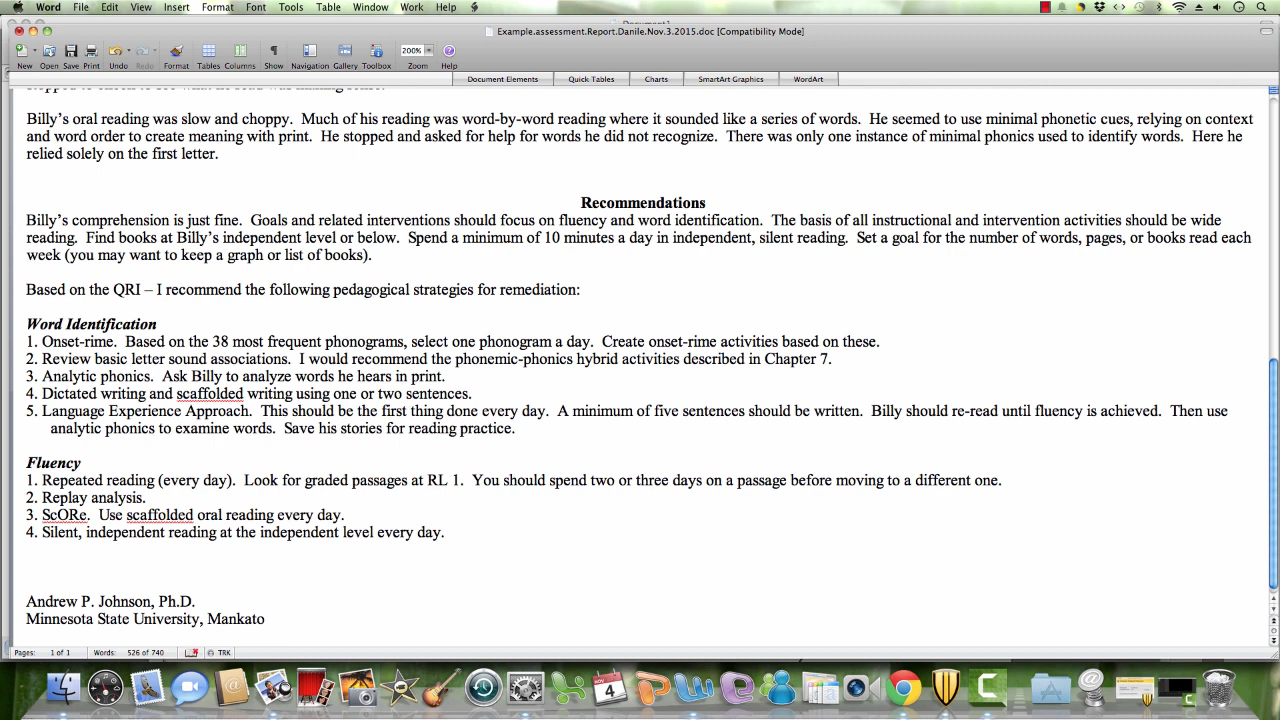 Word File Edit View Insert Format Font Tools Table Window Work Help
Example.assessment.Report.Danile.Nov.3.2015.doc [Compatibility Mode]
200%
New Open Save Print Undo Redo Format Tables Columns Show Navigation Gallery Toolbox Zoom Help
Document Elements Quick Tables Charts SmartArt Graphics WordArt
Billy's oral reading was slow and choppy. Much of his reading was word-by-word reading where it sounded like a series of words. He seemed to use minimal phonetic cues, relying on context
and word order to create meaning with print. He stopped and asked for help for words he did not recognize. There was only one instance of minimal phonics used to identify words. Here he
relied solely on the first letter.
Recommendations
Billy's comprehension is just fine. Goals and related interventions should focus on fluency and word identification. The basis of all instructional and intervention activities should be wide
reading. Find books at Billy's independent level or below. Spend a minimum of 10 minutes a day in independent, silent reading. Set a goal for the number of words, pages, or books read each
week (you may want to keep a graph or list of books).
Based on the QRI – I recommend the following pedagogical strategies for remediation:
Word Identification
1. Onset-rime. Based on the 38 most frequent phonograms, select one phonogram a day. Create onset-rime activities based on these.
2. Review basic letter sound associations. I would recommend the phonemic-phonics hybrid activities described in Chapter 7.
3. Analytic phonics. Ask Billy to analyze words he hears in print.
4. Dictated writing and scaffolded writing using one or two sentences.
5. Language Experience Approach. This should be the first thing done every day. A minimum of five sentences should be written. Billy should re-read until fluency is achieved. Then use
analytic phonics to examine words. Save his stories for reading practice.
Fluency
1. Repeated reading (every day). Look for graded passages at RL 1. You should spend two or three days on a passage before moving to a different one.
2. Replay analysis.
3. ScORe. Use scaffolded oral reading every day.
4. Silent, independent reading at the independent level every day.
Andrew P. Johnson, Ph.D.
Minnesota State University, Mankato
Pages: 1 of 1 Words: 526 of 740 TRK
NOV
4